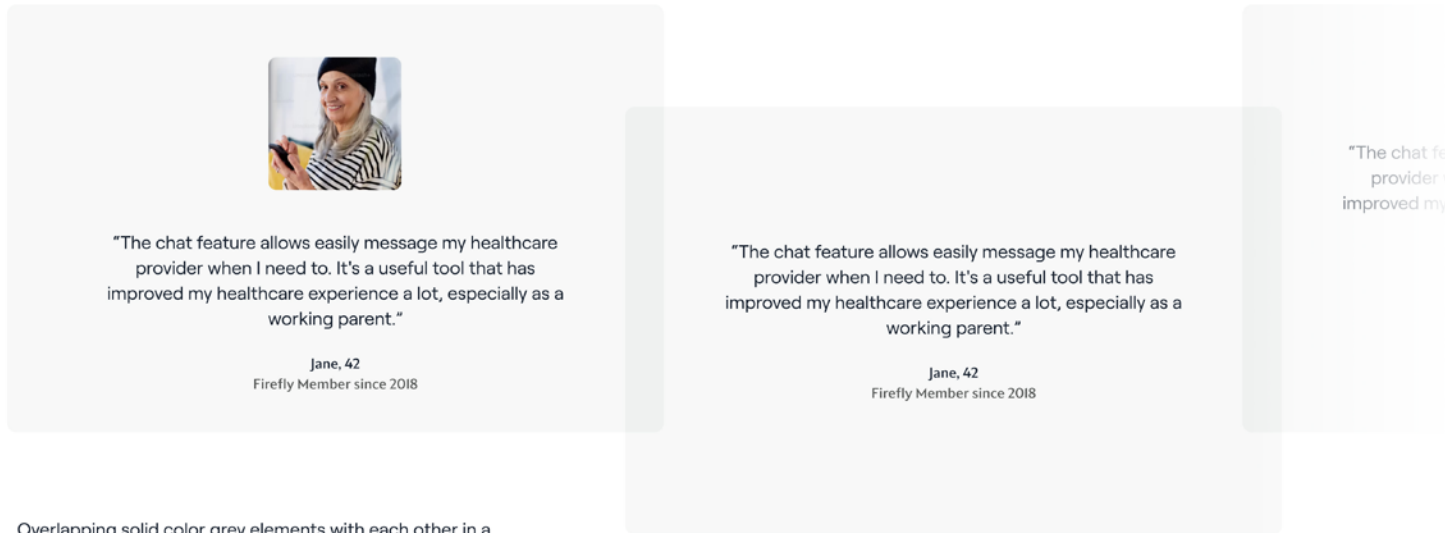 “The chat feature allows easily message my healthcare
provider when I need to. It's a useful tool that has
improved my healthcare experience a lot, especially as a
working parent.”
Jane, 42
Firefly Member since 2018
“The chat feature allows easily message my healthcare
provider when I need to. It's a useful tool that has
improved my healthcare experience a lot, especially as a
working parent.”
Jane, 42
Firefly Member since 2018
“The chat
provider
improved my
Overlapping solid color grey elements with each other in a